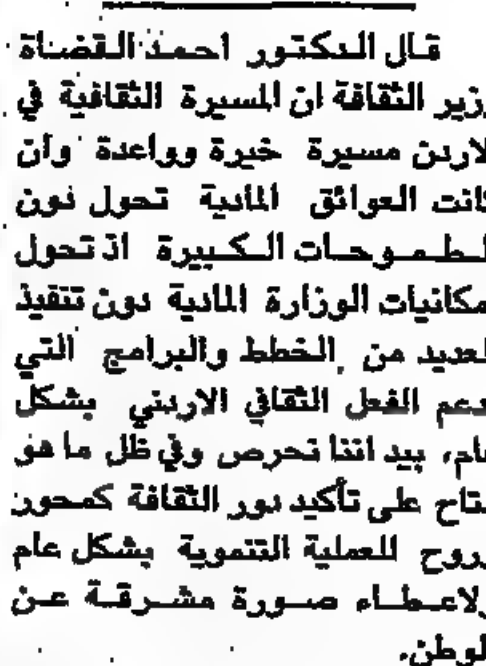 قال الدكتور احمد القضاة
وزير الثقافة ان المسيرة الثقافية في
الاردن مسيرة خيرة وواعدة وان
كانت العوائق المادية تحول دون
الطموحات الكبيرة اذ تحول
امكانيات الوزارة المادية دون تنفيذ
العديد من الخطط والبرامج التي
تدعم الفعل الثقافي الاردني بشكل
عام، بيد اننا نحرص وفي ظل ما هو
متاح على تأكيد دور الثقافة كمحور
وروح للعملية التنموية بشكل عام
ولاعطاء صورة مشرقة عن
الوطن.